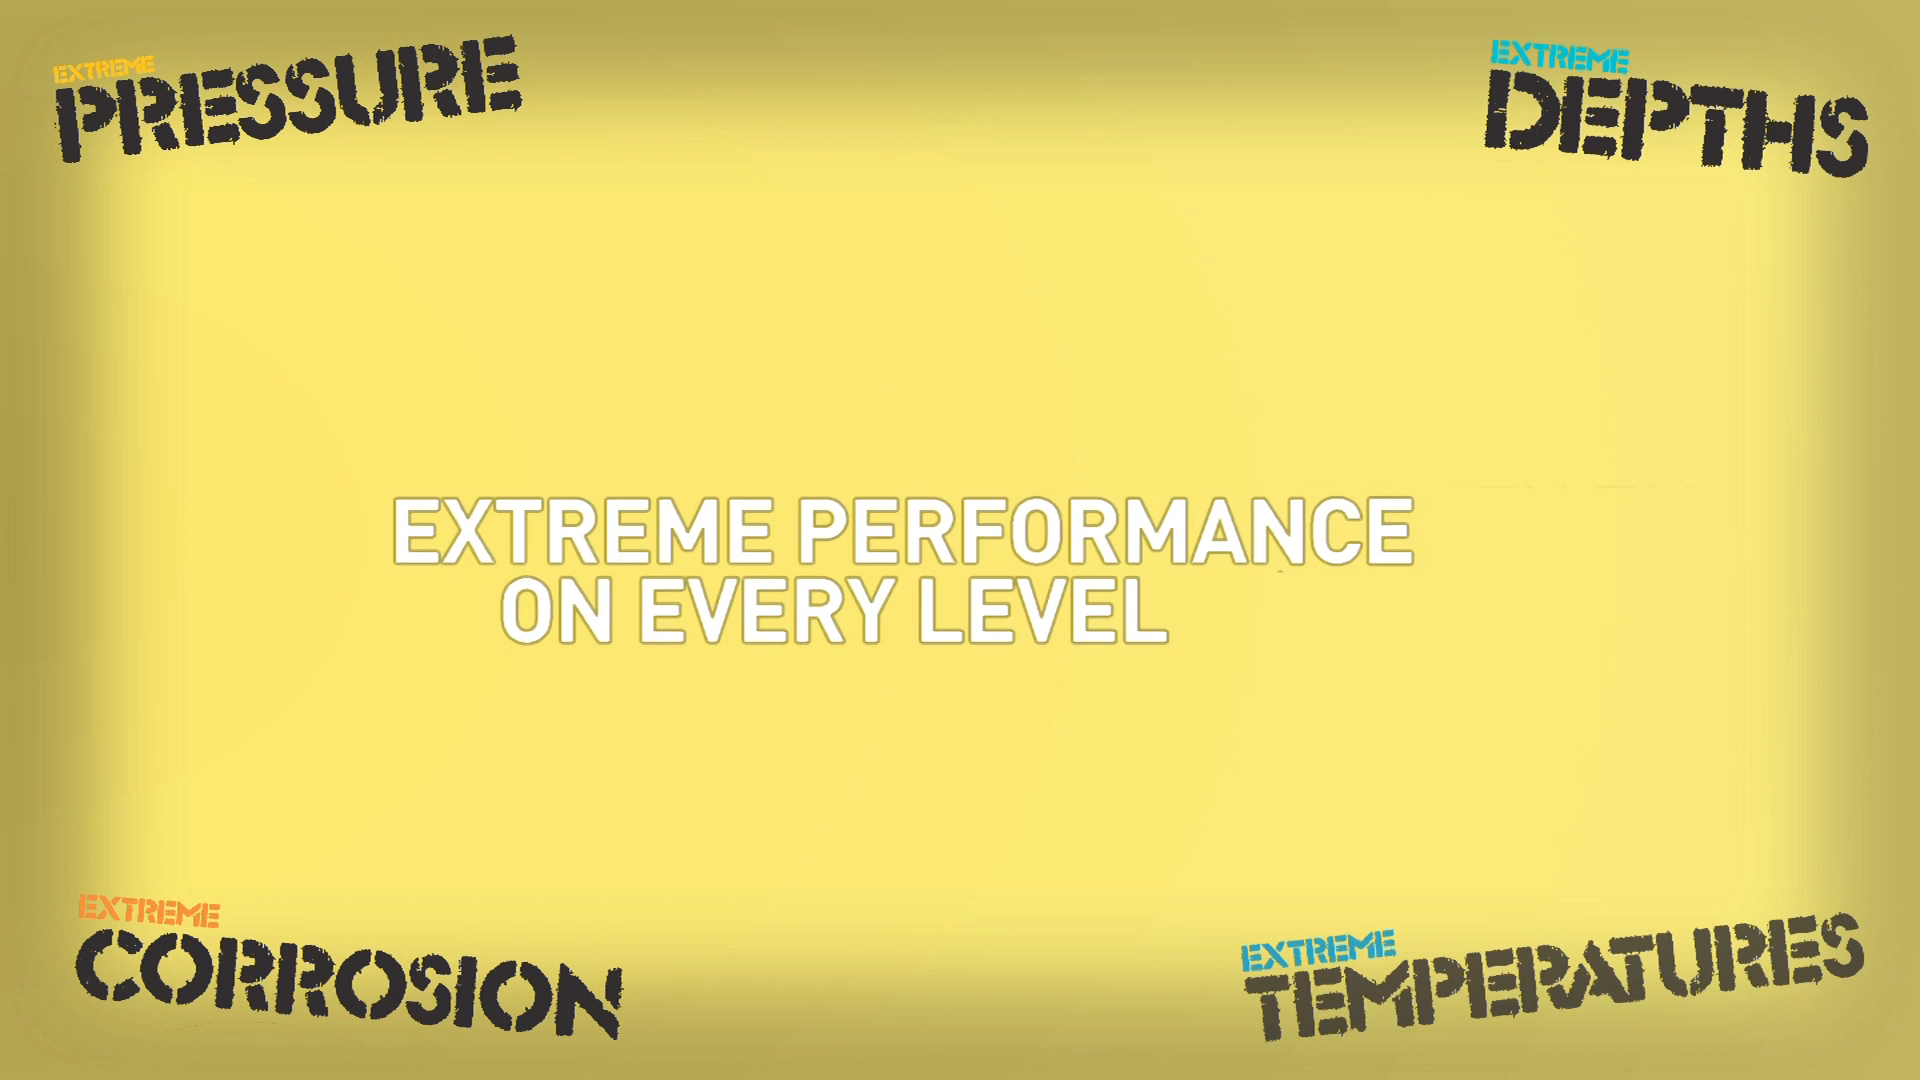 EXTREME
PRESSURE
EXTREME
DEPTHS
EXTREME PERFORMANCE
ON EVERY LEVEL
EXTREME
CORROSION
EXTREME
TEMPERATURES